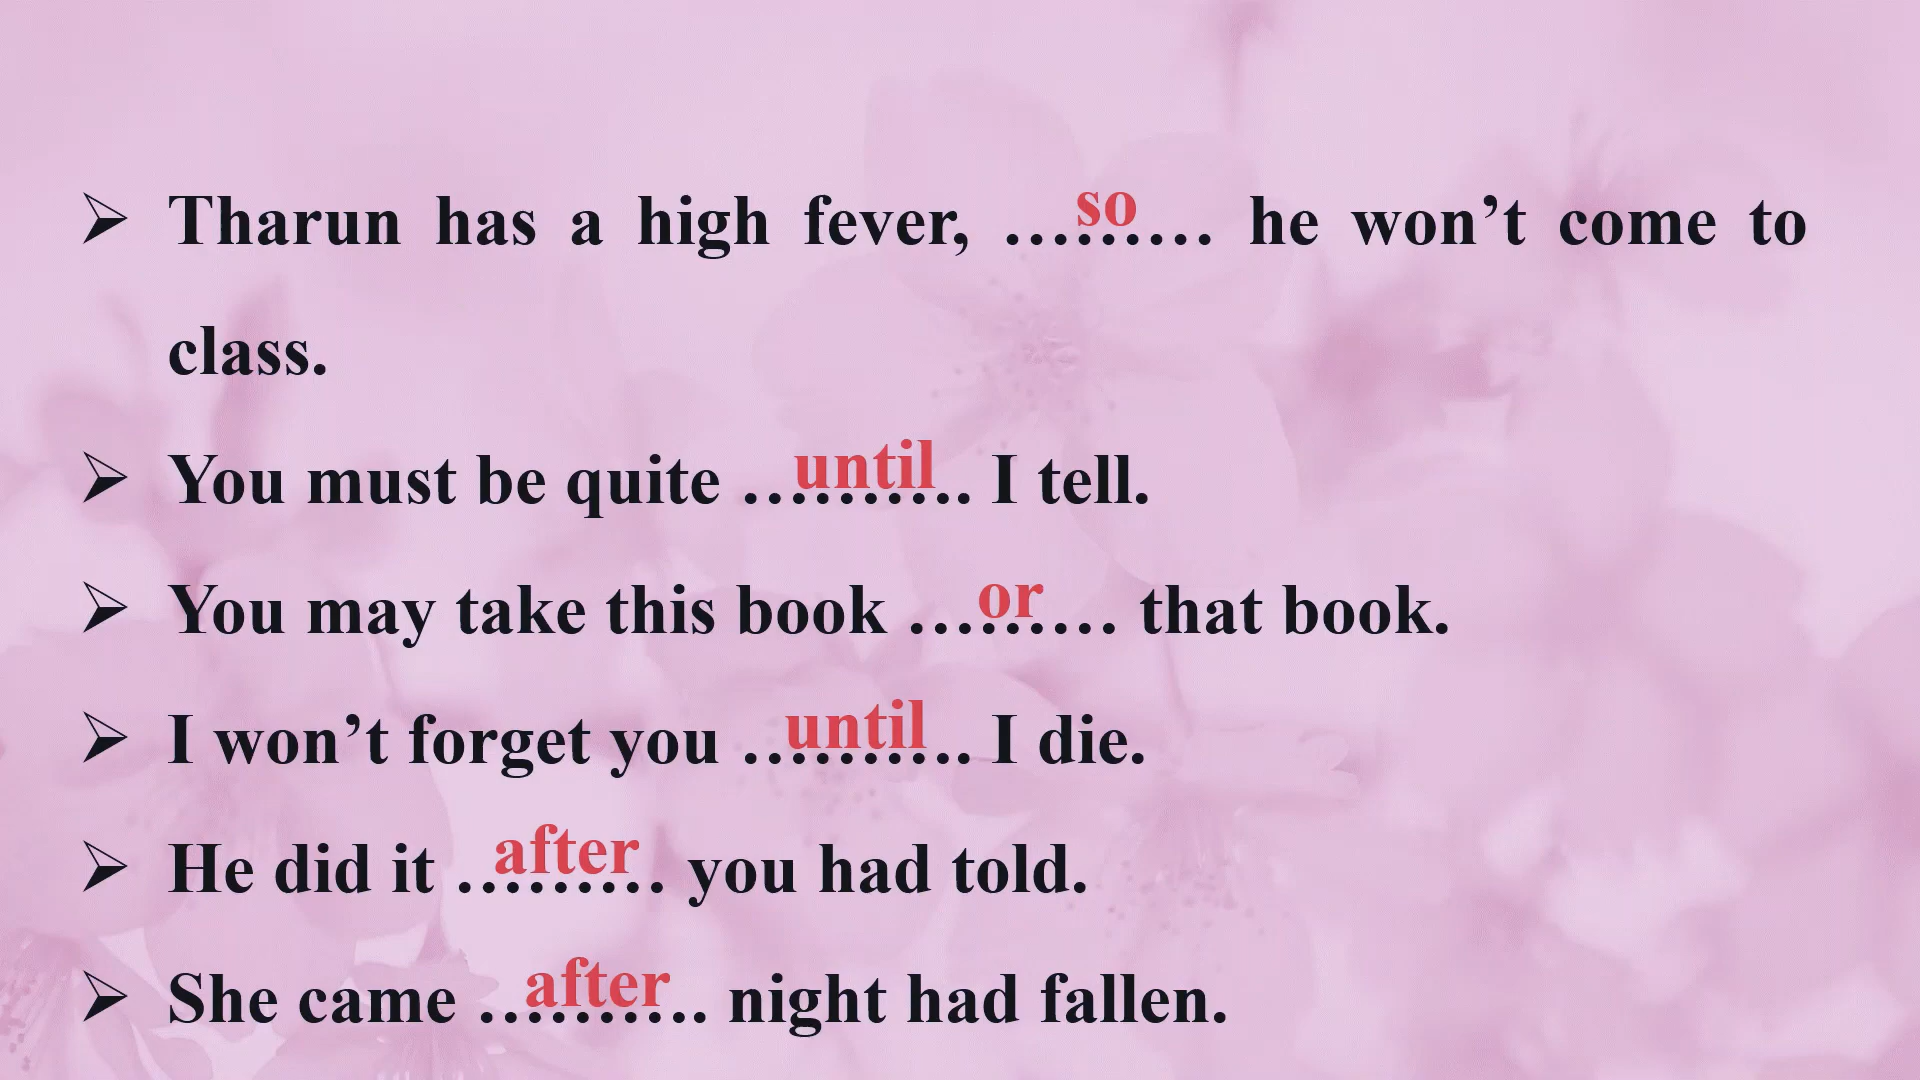 ➢ Tharun has a high fever, ...so...... he won’t come to
class.
➢ You must be quite ...until....... I tell.
➢ You may take this book ...or...... that book.
➢ I won’t forget you ...until....... I die.
➢ He did it ...after...... you had told.
➢ She came ...after....... night had fallen.